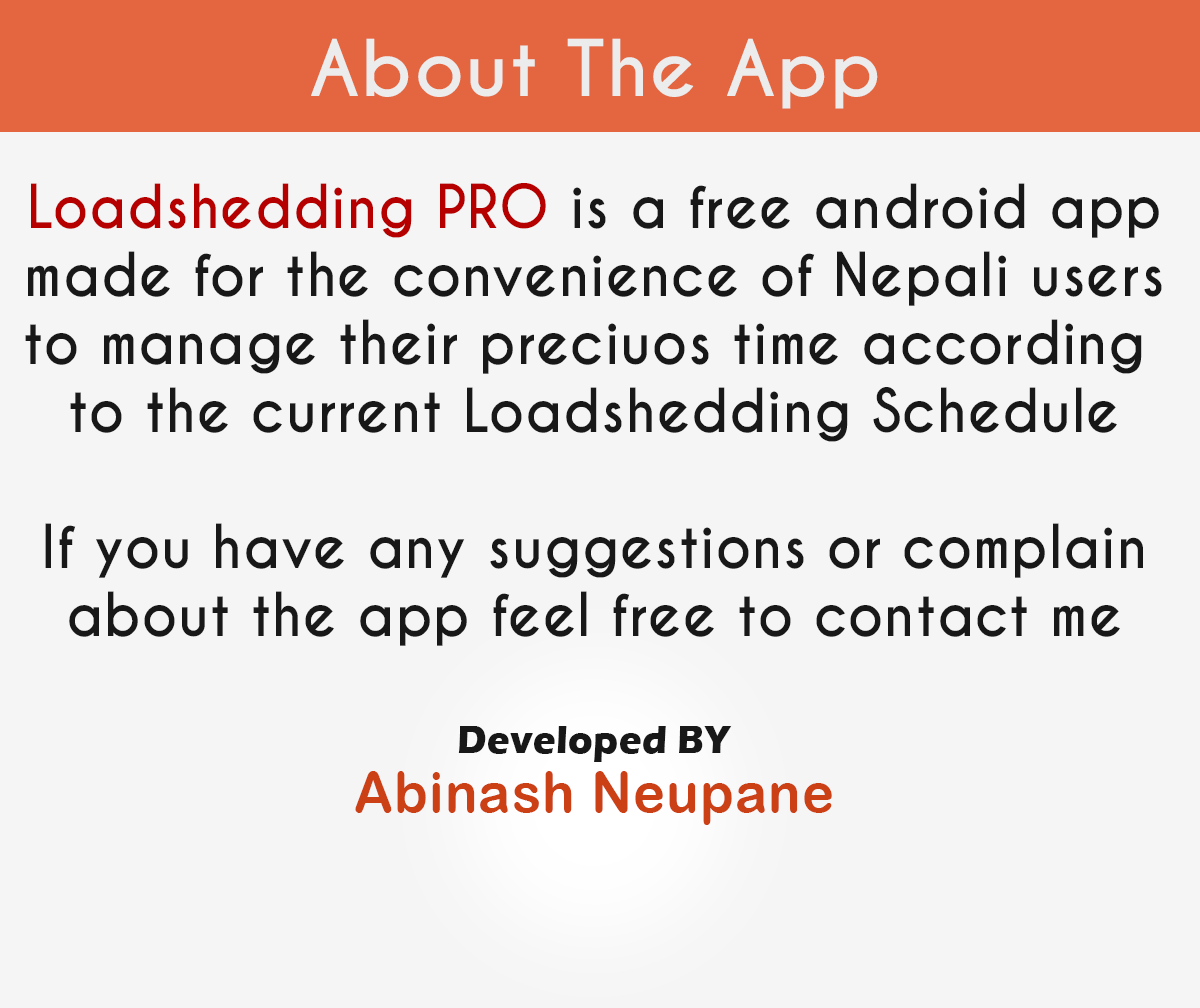 About The App
Loadshedding PRO is a free android app
made for the convenience of Nepali users
to manage their preciuos time according
to the current Loadshedding Schedule
If you have any suggestions or complain
about the app feel free to contact me
Developed BY
Abinash Neupane